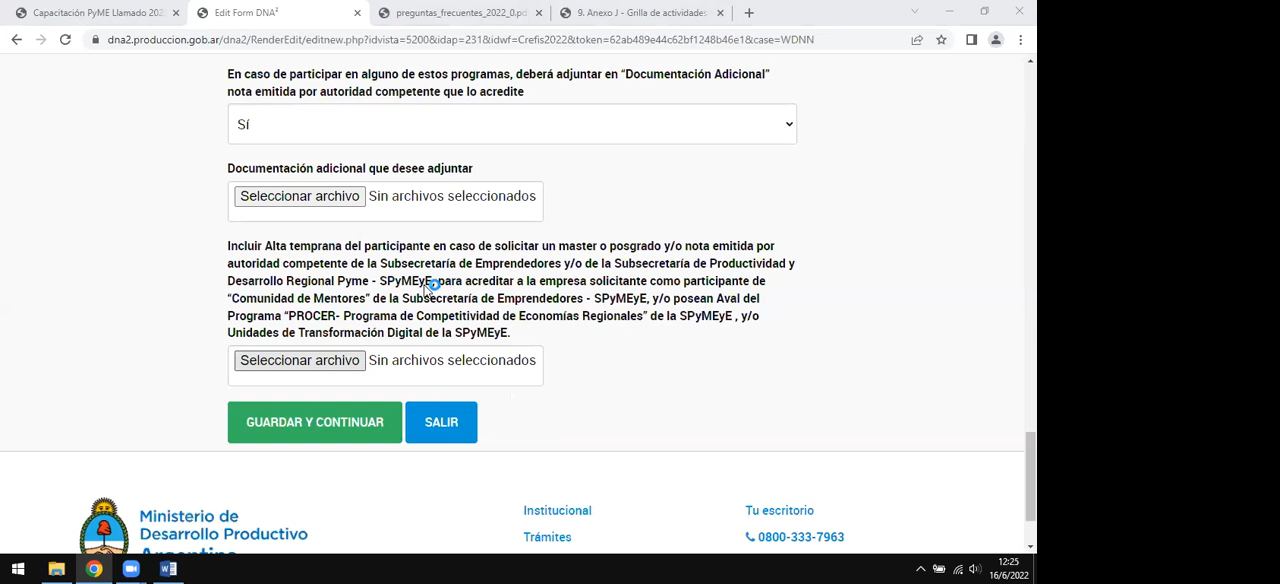 Capacitación PyME Llamado 202
Edit Form DNA²
preguntas_frecuentes_2022_0.pd
9. Anexo J - Grilla de actividades
dna2.produccion.gob.ar/dna2/RenderEdit/editnew.php?idvista=5200&idap=231&idwf=Crefis2022&token=62ab489e44c62bf1248b46e1&case=WDNN
En caso de participar en alguno de estos programas, deberá adjuntar en “Documentación Adicional”
nota emitida por autoridad competente que lo acredite
Sí
Documentación adicional que desee adjuntar
Seleccionar archivo Sin archivos seleccionados
Incluir Alta temprana del participante en caso de solicitar un master o posgrado y/o nota emitida por
autoridad competente de la Subsecretaría de Emprendedores y/o de la Subsecretaría de Productividad y
Desarrollo Regional Pyme - SPyMEyE, para acreditar a la empresa solicitante como participante de
“Comunidad de Mentores” de la Subsecretaría de Emprendedores - SPyMEyE, y/o posean Aval del
Programa “PROCER- Programa de Competitividad de Economías Regionales” de la SPyMEyE , y/o
Unidades de Transformación Digital de la SPyMEyE.
Seleccionar archivo Sin archivos seleccionados
GUARDAR Y CONTINUAR SALIR
Ministerio de
Desarrollo Productivo
Argentina
Institucional
Trámites
Tu escritorio
0800-333-7963
12:25
16/6/2022